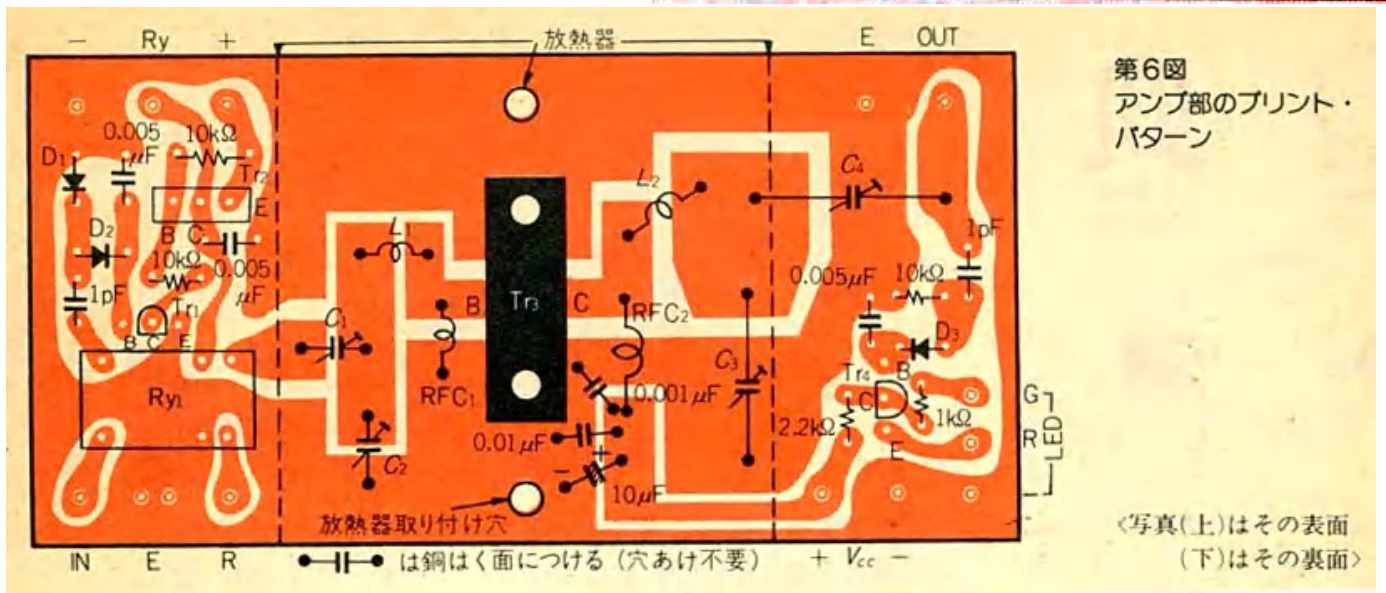 - Ry +
放熱器
E OUT
第6図
アンプ部のプリント・
パターン
0.005
μF
10kΩ
D1
Tr2
E
B C
D2
10kΩ
0.005
μF
1pF
Tr1
B C E
Ry1
L1
C1
C2
RFC1
B
Tr3
C
L2
RFC2
0.001μF
0.01μF
- +
10μF
C3
C4
1pF
0.005μF
10kΩ
D3
Tr4
B
C
E
2.2kΩ
1kΩ
G
R
-
LED
放熱器取り付け穴
IN E R
は銅はく面につける(穴あけ不要)
+ Vcc -
<写真(上)はその表面
(下)はその裏面>